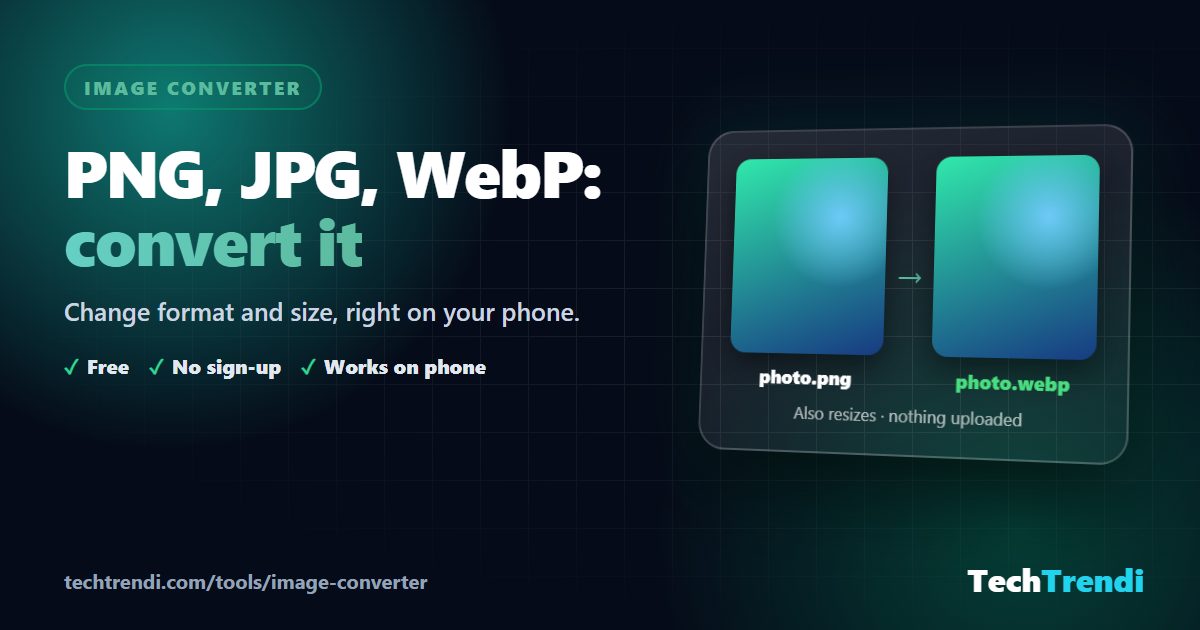 IMAGE CONVERTER
PNG, JPG, WebP:
convert it
Change format and size, right on your phone.
✓ Free ✓ No sign-up ✓ Works on phone
→
photo.png
photo.webp
Also resizes · nothing uploaded
techtrendi.com/tools/image-converter
TechTrendi